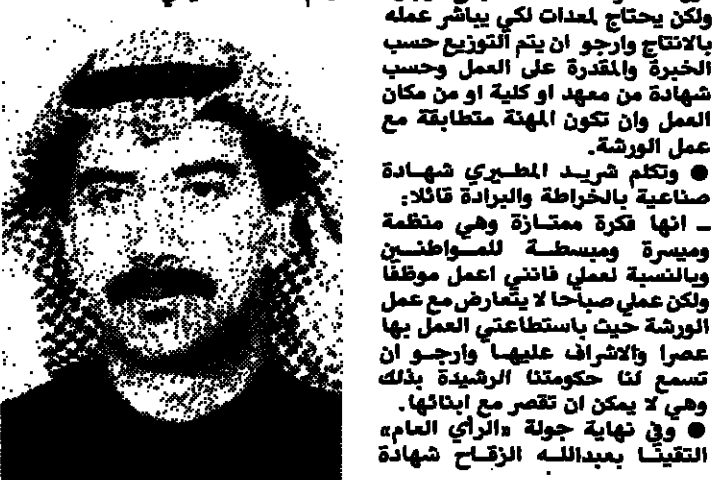 ولكن يحتاج لمعدات لكي يباشر عمله
بالانتاج وارجو ان يتم التوزيع حسب
الخبرة والمقدرة على العمل وحسب
شهادة من معهد او كلية او من مكان
العمل وان تكون المهنة متطابقة مع
عمل الورشة.
● وتكلم شريد المطيري شهادة
صناعية بالخراطة والبرادة قائلا:
ـ انها فكرة ممتازة وهي منظمة
وميسرة ومبسطة للمواطنين
وبالنسبة لعملي فانني اعمل موظفا
ولكن عملي صباحا لا يتعارض مع عمل
الورشة حيث باستطاعتي العمل بها
عصرا والاشراف عليها وارجو ان
تسمع لنا حكومتنا الرشيدة بذلك
وهي لا يمكن ان تقصر مع ابنائها.
● وفي نهاية جولة «الرأي العام»
التقينا بعبدالله الزقاح شهادة